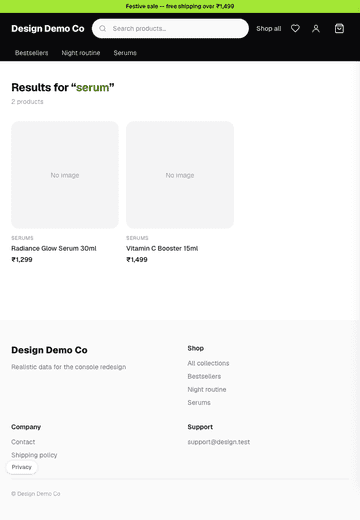 Festive sale -- free shipping over ₹1,499
Design Demo Co
Search products...
Shop all
Bestsellers
Night routine
Serums
Results for “serum”
2 products
No image
No image
SERUMS
Radiance Glow Serum 30ml
₹1,299
SERUMS
Vitamin C Booster 15ml
₹1,499
Design Demo Co
Realistic data for the console redesign
Shop
All collections
Bestsellers
Night routine
Serums
Company
Contact
Shipping policy
Support
support@design.test
Privacy
© Design Demo Co